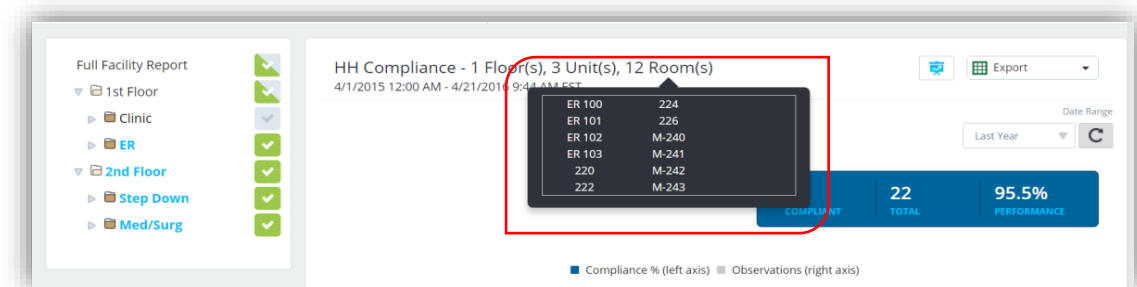 Full Facility Report
1st Floor
Clinic
ER
2nd Floor
Step Down
Med/Surg
HH Compliance - 1 Floor(s), 3 Unit(s), 12 Room(s)
4/1/2015 12:00 AM - 4/21/2016 9:44 AM EST
Export
ER 100 224
ER 101 226
ER 102 M-240
ER 103 M-241
220 M-242
222 M-243
Date Range
Last Year
22 95.5%
COMPLIANT TOTAL PERFORMANCE
Compliance % (left axis) Observations (right axis)